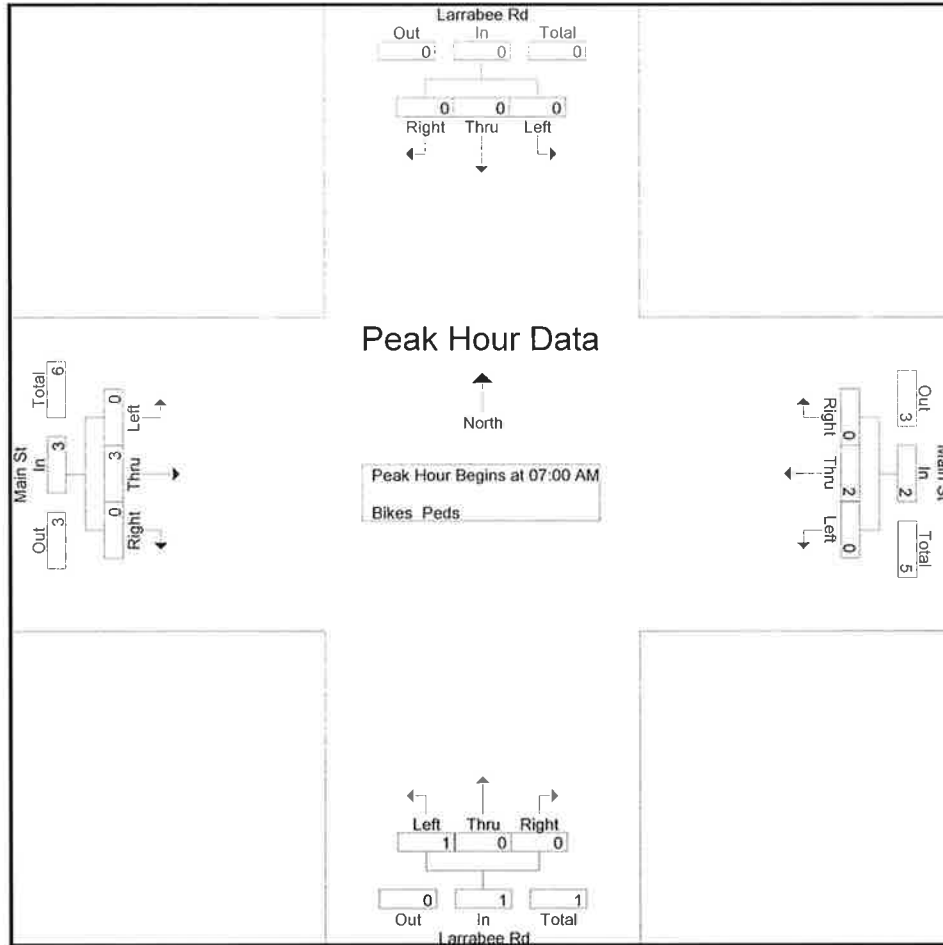 Larrabee Rd
Out In Total
0 0 0
0 0 0
Right Thru Left
Peak Hour Data
North
Peak Hour Begins at 07:00 AM
Bikes Peds
Main St
Out In Total
3 3 6
Right Thru Left
0 3 0
Right Thru Left
0 2 0
Out In Total
3 2 5
Main St
Left Thru Right
1 0 0
0 1 1
Out In Total
Larrabee Rd